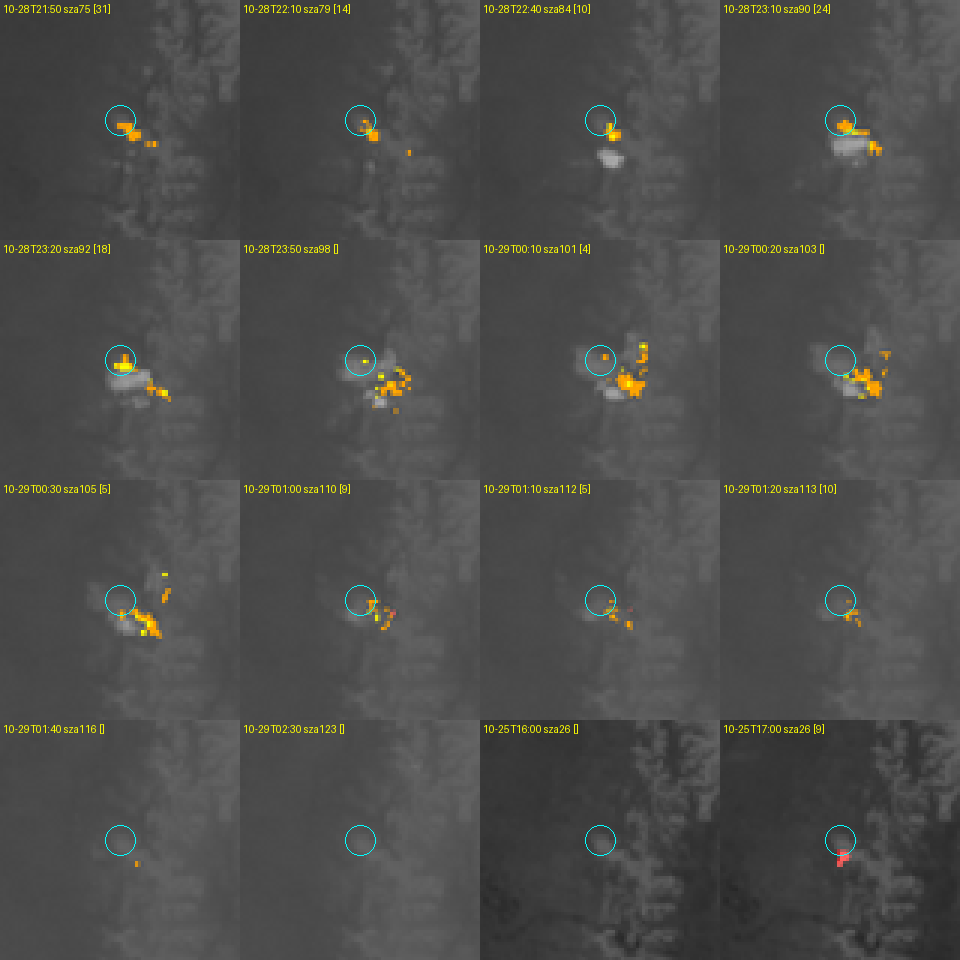 10-28T21:50 sza75 [31]
10-28T22:10 sza79 [14]
10-28T22:40 sza84 [10]
10-28T23:10 sza90 [24]
10-28T23:20 sza92 [18]
10-28T23:50 sza98 []
10-29T00:10 sza101 [4]
10-29T00:20 sza103 []
10-29T00:30 sza105 [5]
10-29T01:00 sza110 [9]
10-29T01:10 sza112 [5]
10-29T01:20 sza113 [10]
10-29T01:40 sza116 []
10-29T02:30 sza123 []
10-25T16:00 sza26 []
10-25T17:00 sza26 [9]